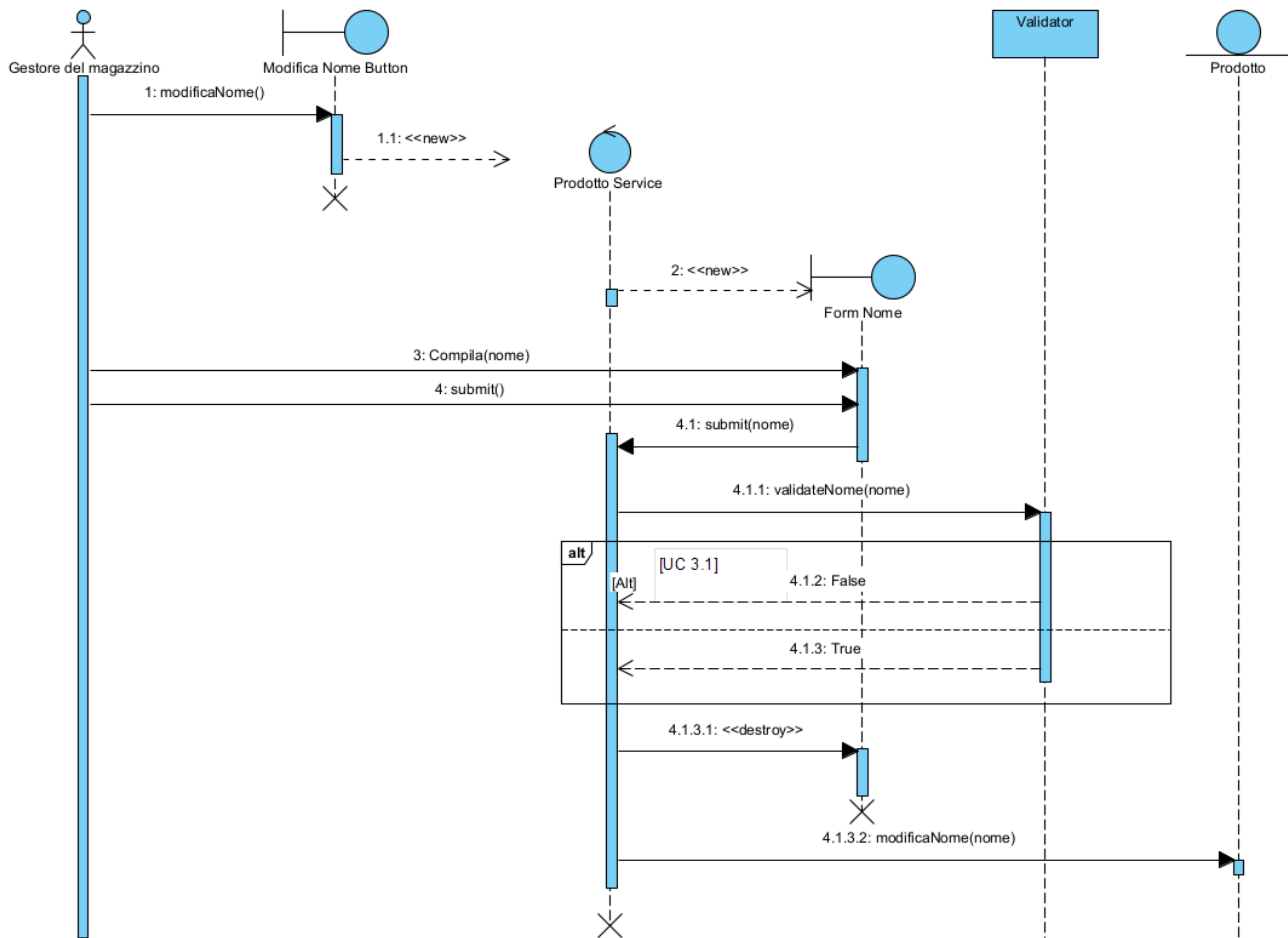 Validator
Gestore del magazzino
Modifica Nome Button
Prodotto
1: modificaNome()
1.1: <<new>>
Prodotto Service
2: <<new>>
Form Nome
3: Compila(nome)
4: submit()
4.1: submit(nome)
4.1.1: validateNome(nome)
alt
[UC 3.1]
[Alt]
4.1.2: False
4.1.3: True
4.1.3.1: <<destroy>>
4.1.3.2: modificaNome(nome)